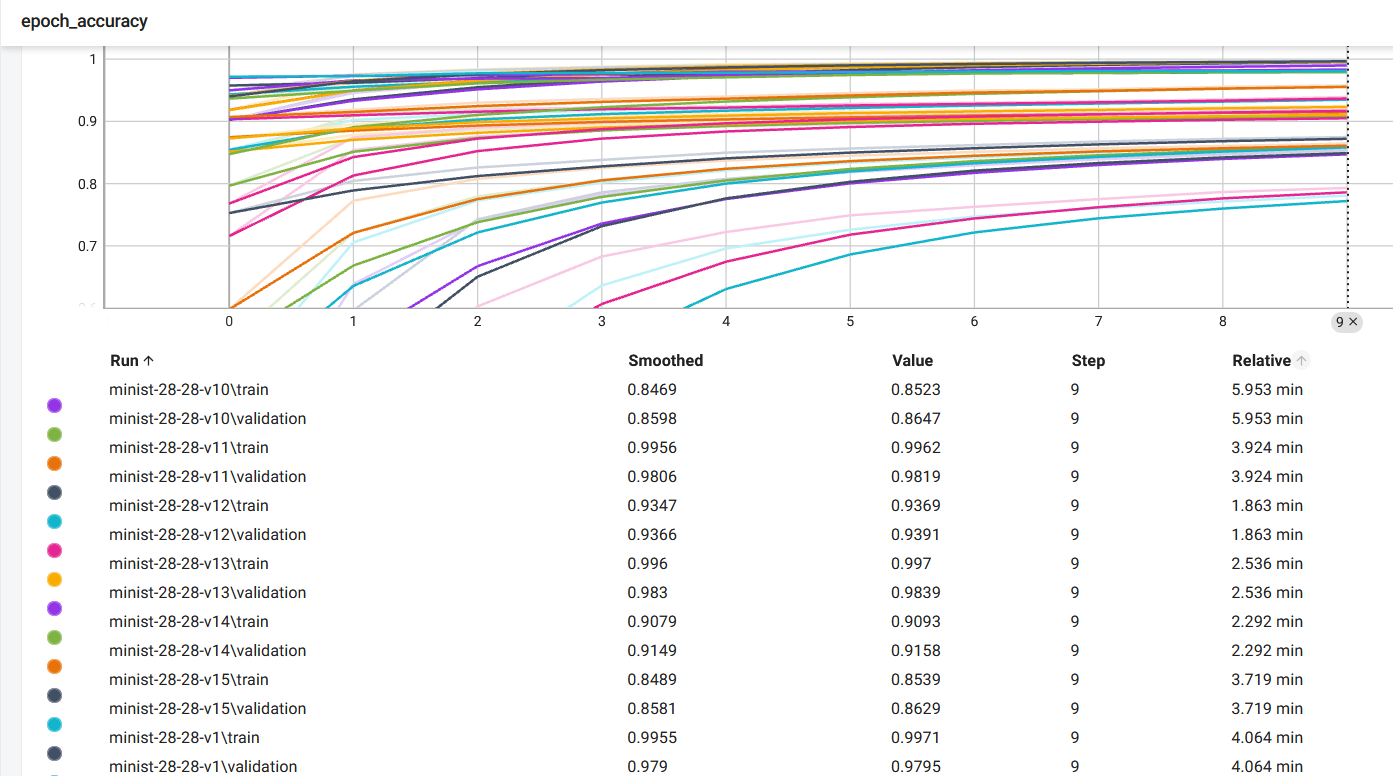 epoch_accuracy
1
0.9
0.8
0.7
0 1 2 3 4 5 6 7 8 9 ×
Run ↑ Smoothed Value Step Relative ↑
minist-28-28-v10\train 0.8469 0.8523 9 5.953 min
minist-28-28-v10\validation 0.8598 0.8647 9 5.953 min
minist-28-28-v11\train 0.9956 0.9962 9 3.924 min
minist-28-28-v11\validation 0.9806 0.9819 9 3.924 min
minist-28-28-v12\train 0.9347 0.9369 9 1.863 min
minist-28-28-v12\validation 0.9366 0.9391 9 1.863 min
minist-28-28-v13\train 0.996 0.997 9 2.536 min
minist-28-28-v13\validation 0.983 0.9839 9 2.536 min
minist-28-28-v14\train 0.9079 0.9093 9 2.292 min
minist-28-28-v14\validation 0.9149 0.9158 9 2.292 min
minist-28-28-v15\train 0.8489 0.8539 9 3.719 min
minist-28-28-v15\validation 0.8581 0.8629 9 3.719 min
minist-28-28-v1\train 0.9955 0.9971 9 4.064 min
minist-28-28-v1\validation 0.979 0.9795 9 4.064 min